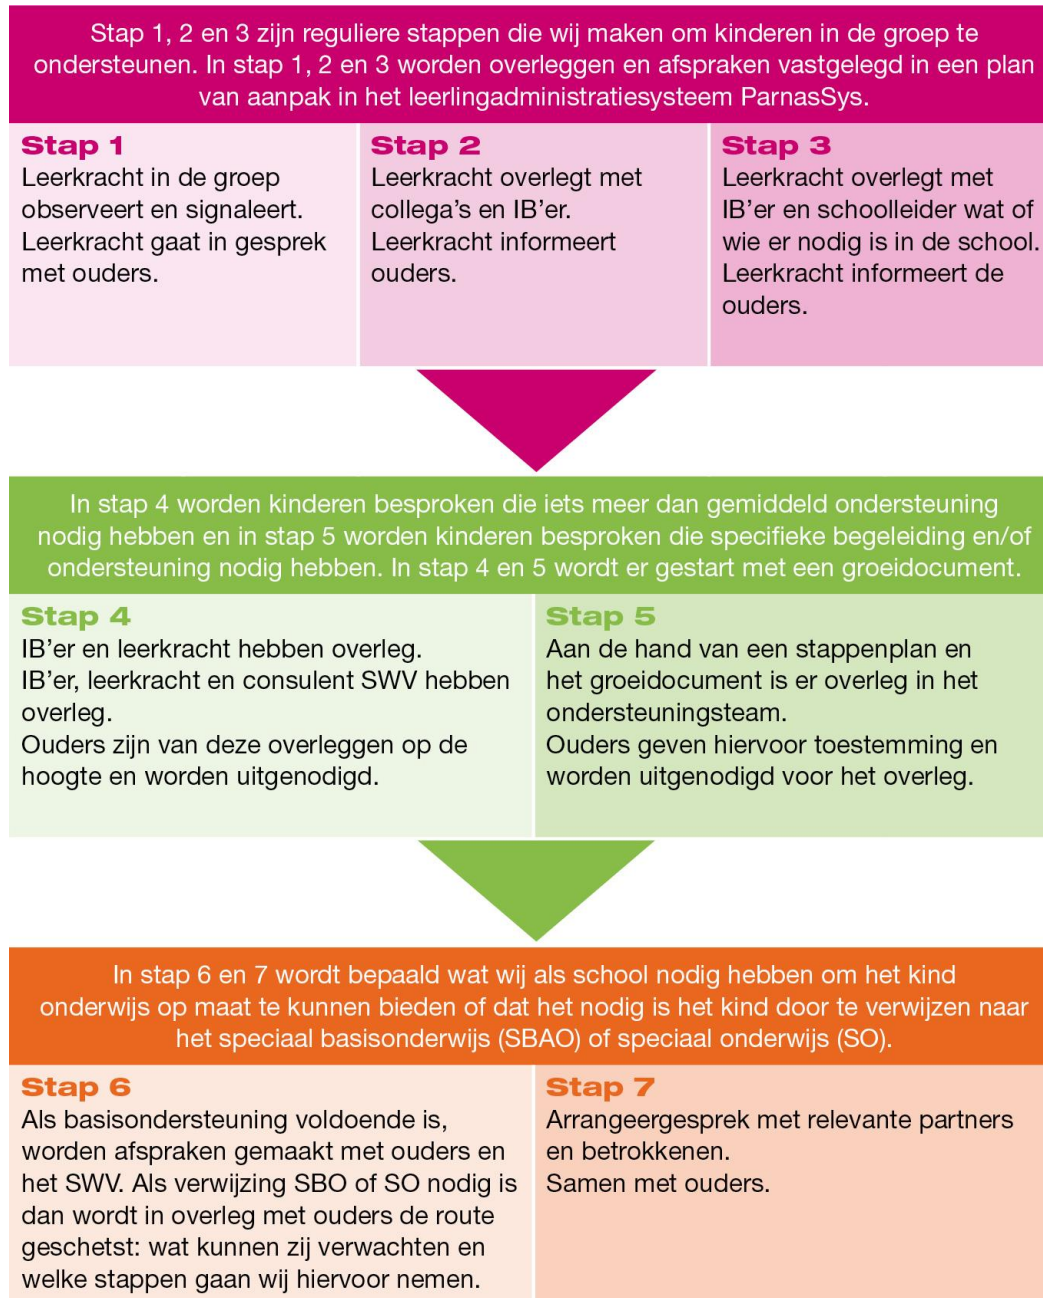 Stap 1, 2 en 3 zijn reguliere stappen die wij maken om kinderen in de groep te
ondersteunen. In stap 1, 2 en 3 worden overleggen en afspraken vastgelegd in een plan
van aanpak in het leerlingadministratiesysteem ParnasSys.
Stap 1
Leerkracht in de groep
observeert en signaleert.
Leerkracht gaat in gesprek
met ouders.
Stap 2
Leerkracht overlegt met
collega's en IB'er.
Leerkracht informeert
ouders.
Stap 3
Leerkracht overlegt met
IB'er en schoolleider wat of
wie er nodig is in de school.
Leerkracht informeert de
ouders.
In stap 4 worden kinderen besproken die iets meer dan gemiddeld ondersteuning
nodig hebben en in stap 5 worden kinderen besproken die specifieke begeleiding en/of
ondersteuning nodig hebben. In stap 4 en 5 wordt er gestart met een groeidocument.
Stap 4
IB'er en leerkracht hebben overleg.
IB'er, leerkracht en consulent SWV hebben
overleg.
Ouders zijn van deze overleggen op de
hoogte en worden uitgenodigd.
Stap 5
Aan de hand van een stappenplan en
het groeidocument is er overleg in het
ondersteuningsteam.
Ouders geven hiervoor toestemming en
worden uitgenodigd voor het overleg.
In stap 6 en 7 wordt bepaald wat wij als school nodig hebben om het kind
onderwijs op maat te kunnen bieden of dat het nodig is het kind door te verwijzen naar
het speciaal basisonderwijs (SBAO) of speciaal onderwijs (SO).
Stap 6
Als basisondersteuning voldoende is,
worden afspraken gemaakt met ouders en
het SWV. Als verwijzing SBO of SO nodig is
dan wordt in overleg met ouders de route
geschetst: wat kunnen zij verwachten en
welke stappen gaan wij hiervoor nemen.
Stap 7
Arrangeergesprek met relevante partners
en betrokkenen.
Samen met ouders.